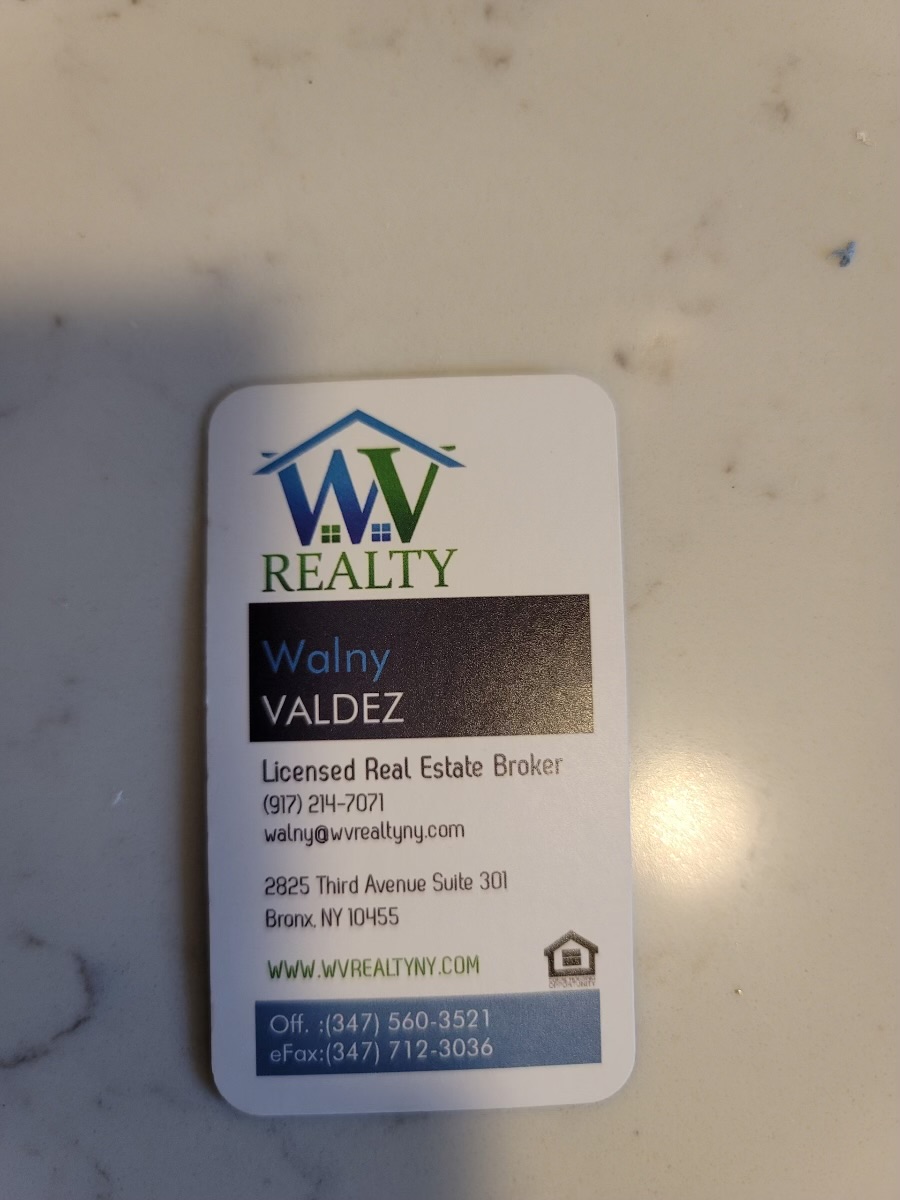 WV
REALTY
Walny
VALDEZ
Licensed Real Estate Broker
(917) 214-7071
walny@wvrealtyny.com
2825 Third Avenue Suite 301
Bronx, NY 10455
WWW.WVREALTYNY.COM
Off. :(347) 560-3521
eFax:(347) 712-3036